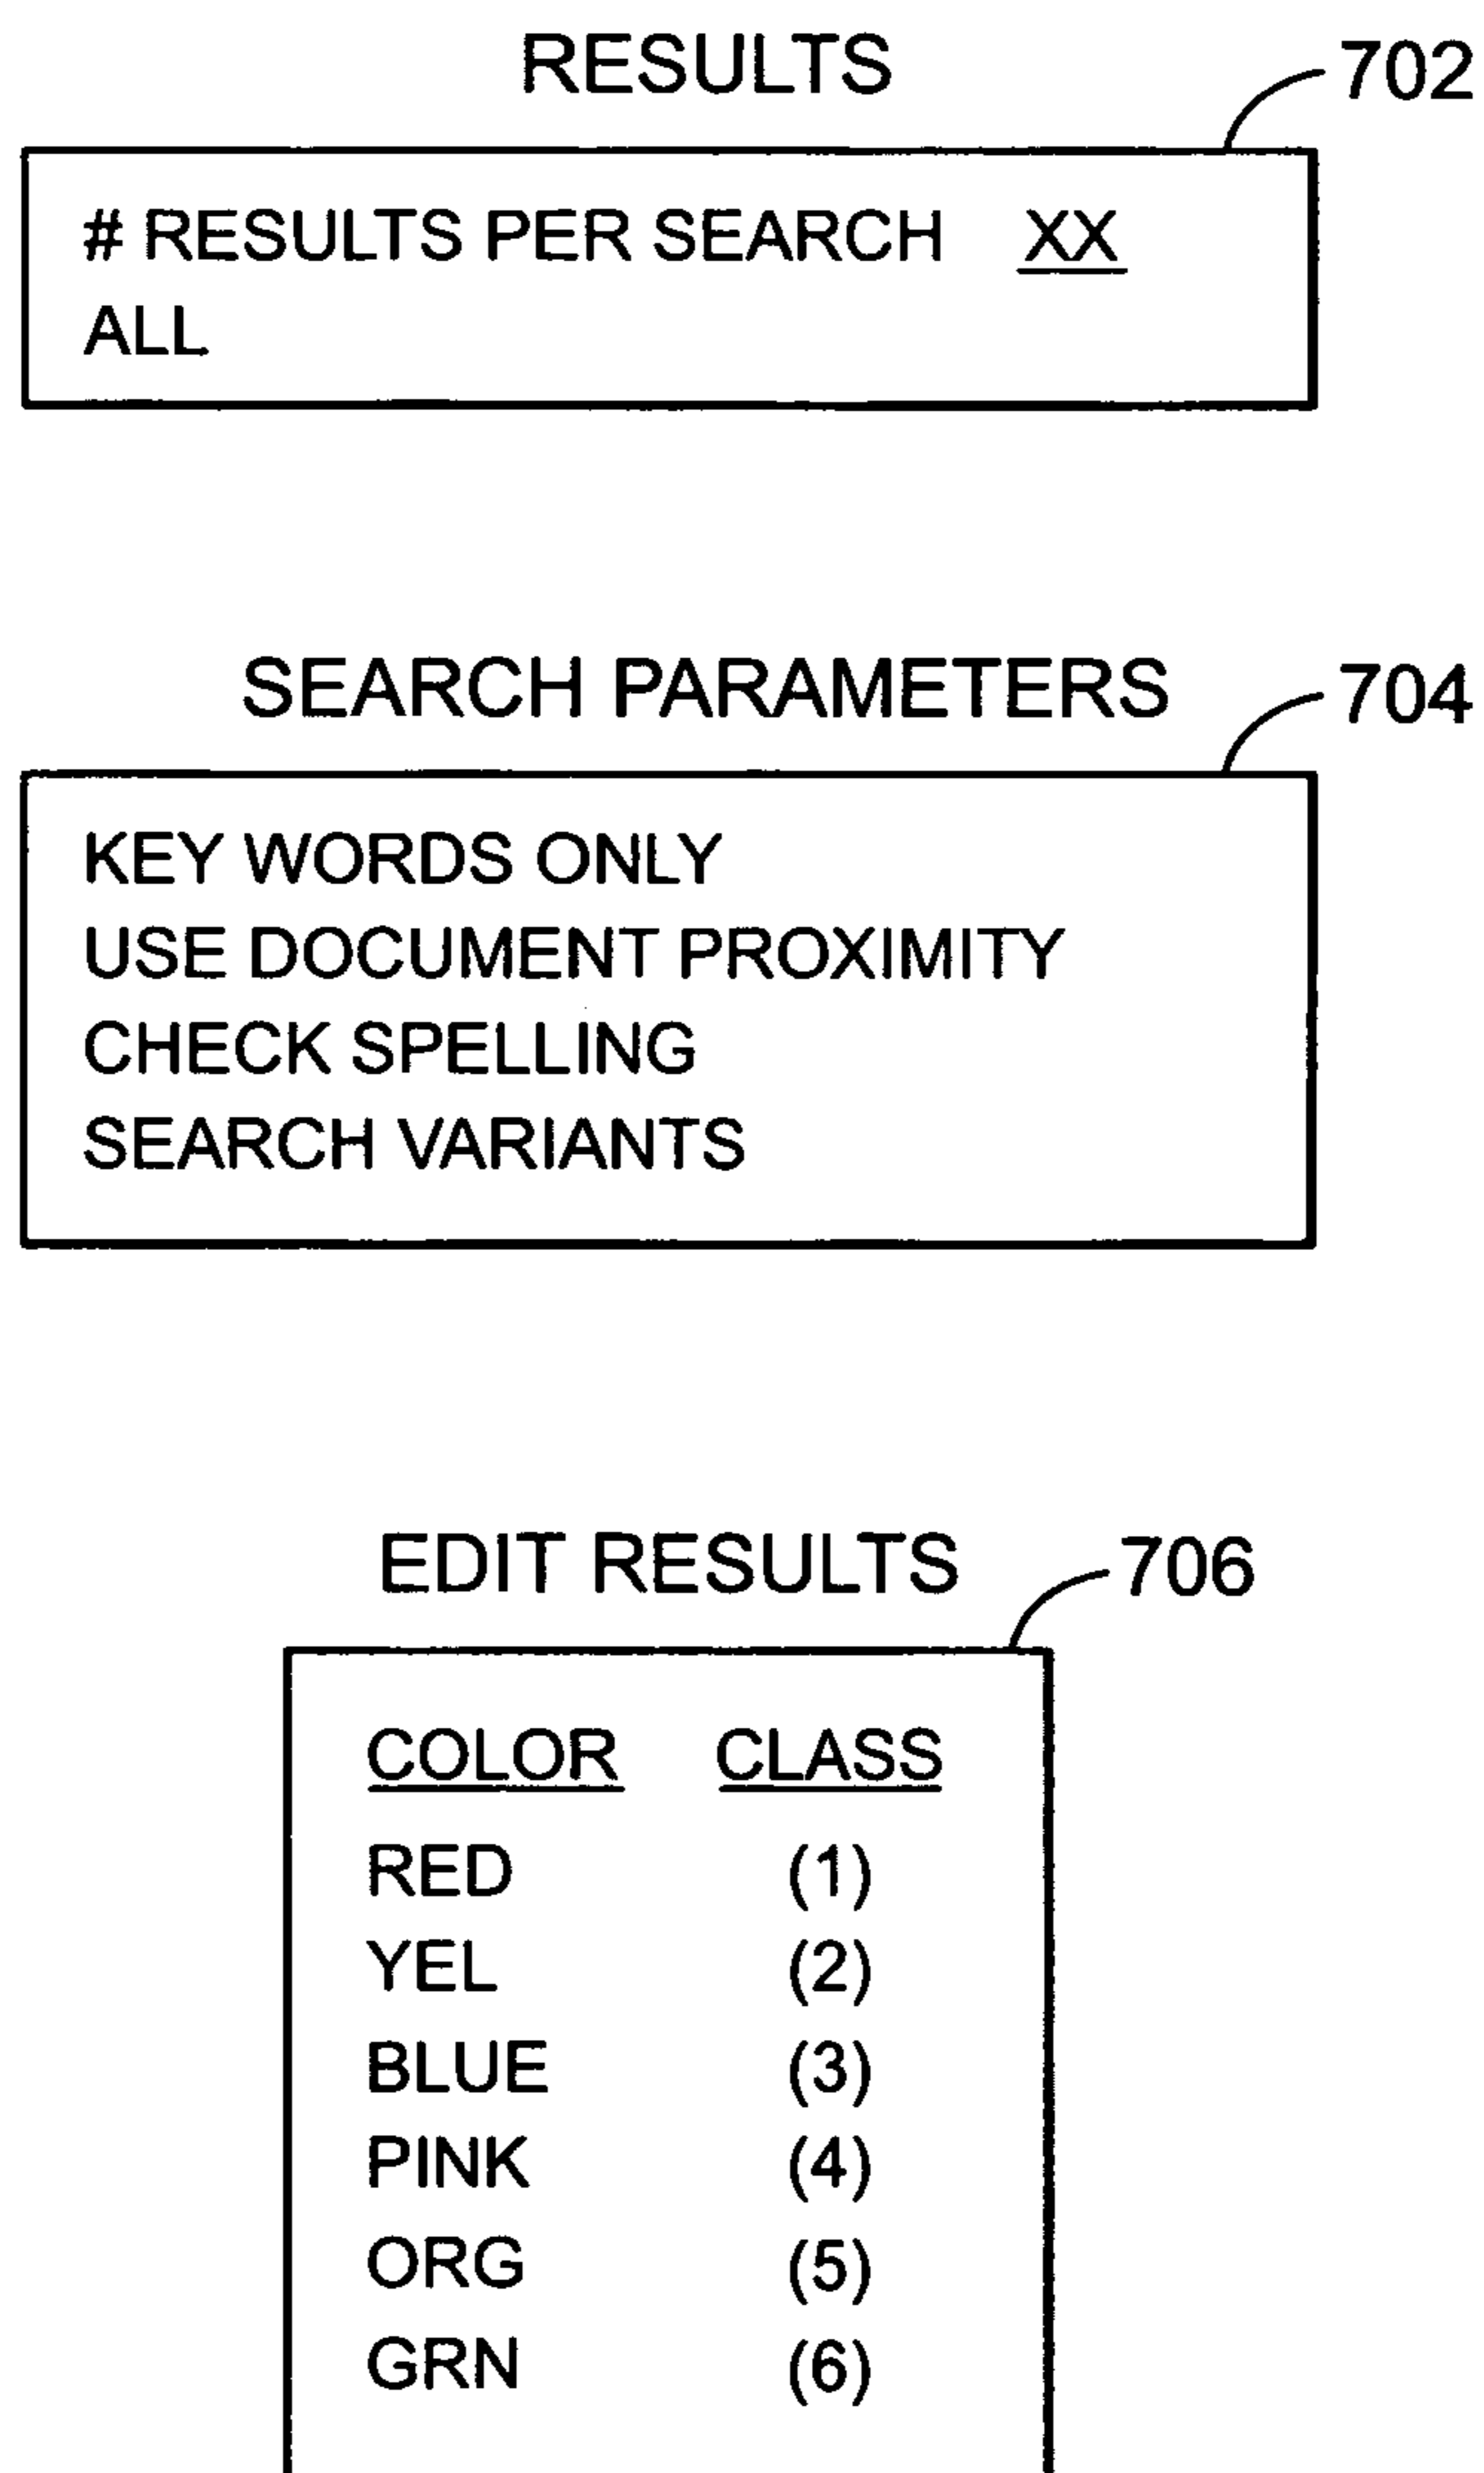 RESULTS
702
# RESULTS PER SEARCH XX
ALL
SEARCH PARAMETERS
704
KEY WORDS ONLY
USE DOCUMENT PROXIMITY
CHECK SPELLING
SEARCH VARIANTS
EDIT RESULTS
706
COLOR CLASS
RED (1)
YEL (2)
BLUE (3)
PINK (4)
ORG (5)
GRN (6)